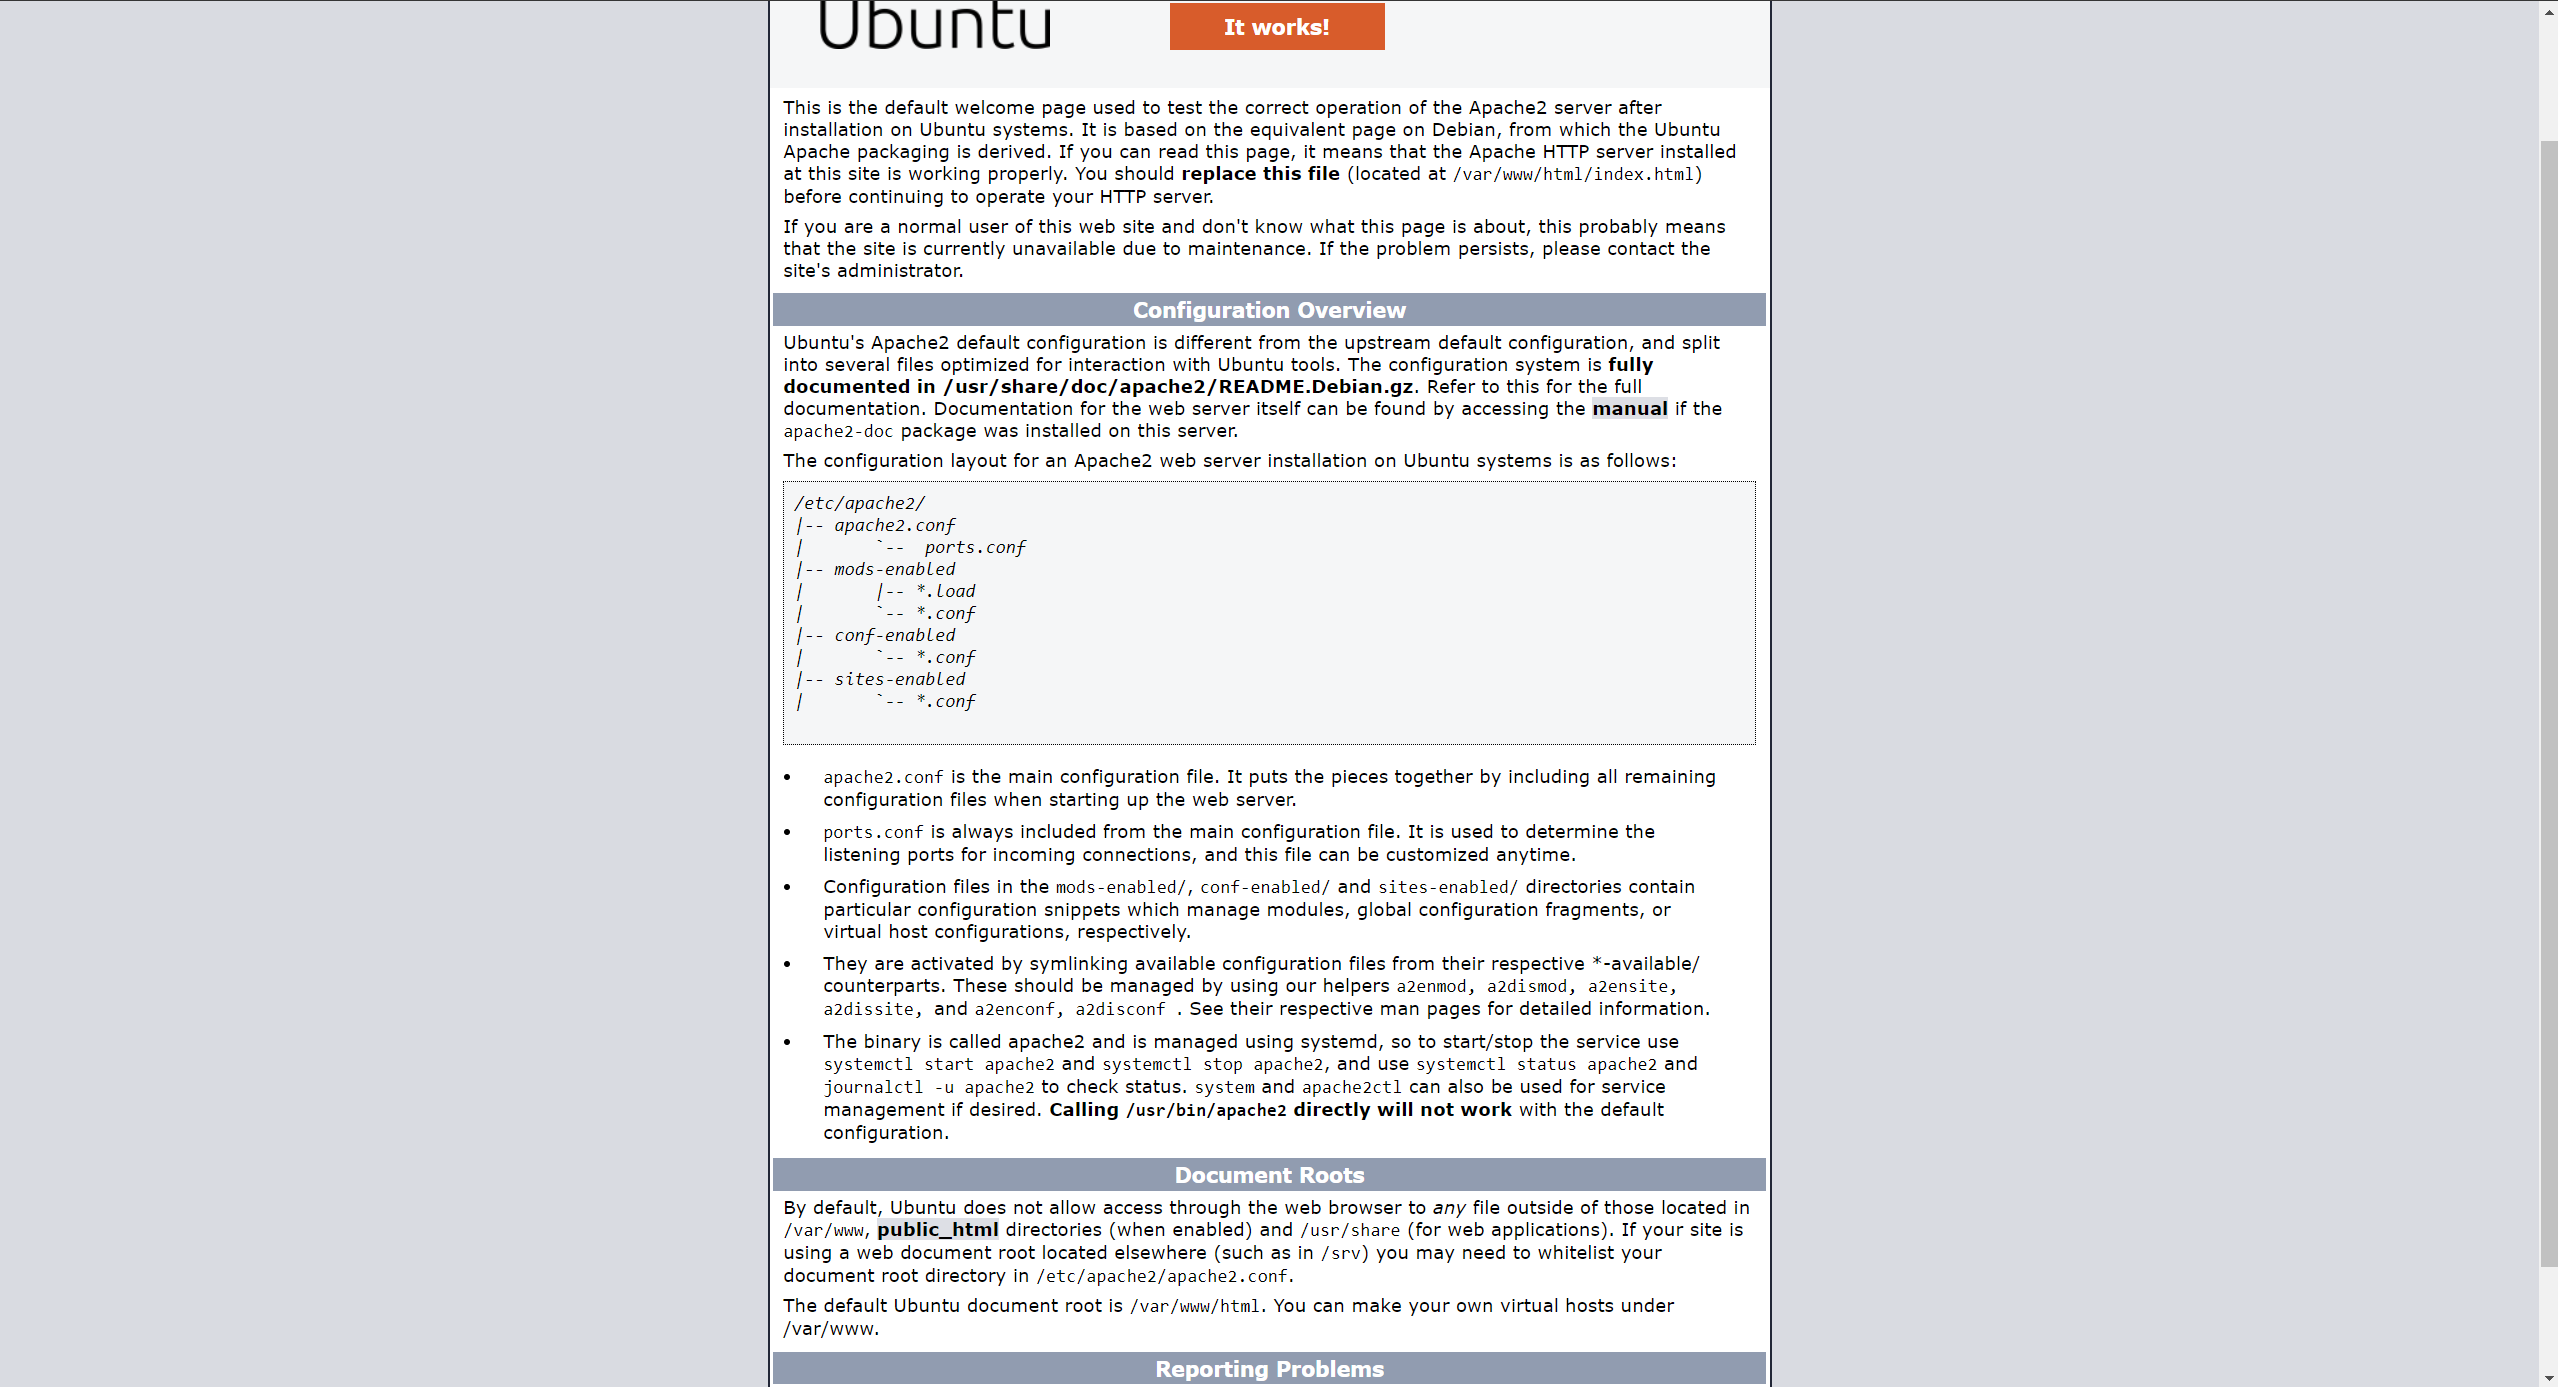 Ubuntu
It works!
This is the default welcome page used to test the correct operation of the Apache2 server after
installation on Ubuntu systems. It is based on the equivalent page on Debian, from which the Ubuntu
Apache packaging is derived. If you can read this page, it means that the Apache HTTP server installed
at this site is working properly. You should replace this file (located at /var/www/html/index.html)
before continuing to operate your HTTP server.
If you are a normal user of this web site and don't know what this page is about, this probably means
that the site is currently unavailable due to maintenance. If the problem persists, please contact the
site's administrator.
Configuration Overview
Ubuntu's Apache2 default configuration is different from the upstream default configuration, and split
into several files optimized for interaction with Ubuntu tools. The configuration system is fully
documented in /usr/share/doc/apache2/README.Debian.gz. Refer to this for the full
documentation. Documentation for the web server itself can be found by accessing the manual if the
apache2-doc package was installed on this server.
The configuration layout for an Apache2 web server installation on Ubuntu systems is as follows:
/etc/apache2/
|-- apache2.conf
|       `--  ports.conf
|-- mods-enabled
|       |-- *.load
|       `-- *.conf
|-- conf-enabled
|       `-- *.conf
|-- sites-enabled
|       `-- *.conf
• apache2.conf is the main configuration file. It puts the pieces together by including all remaining
configuration files when starting up the web server.
• ports.conf is always included from the main configuration file. It is used to determine the
listening ports for incoming connections, and this file can be customized anytime.
• Configuration files in the mods-enabled/, conf-enabled/ and sites-enabled/ directories contain
particular configuration snippets which manage modules, global configuration fragments, or
virtual host configurations, respectively.
• They are activated by symlinking available configuration files from their respective *-available/
counterparts. These should be managed by using our helpers a2enmod, a2dismod, a2ensite,
a2dissite, and a2enconf, a2disconf . See their respective man pages for detailed information.
• The binary is called apache2 and is managed using systemd, so to start/stop the service use
systemctl start apache2 and systemctl stop apache2, and use systemctl status apache2 and
journalctl -u apache2 to check status. system and apache2ctl can also be used for service
management if desired. Calling /usr/bin/apache2 directly will not work with the default
configuration.
Document Roots
By default, Ubuntu does not allow access through the web browser to any file outside of those located in
/var/www, public_html directories (when enabled) and /usr/share (for web applications). If your site is
using a web document root located elsewhere (such as in /srv) you may need to whitelist your
document root directory in /etc/apache2/apache2.conf.
The default Ubuntu document root is /var/www/html. You can make your own virtual hosts under
/var/www.
Reporting Problems